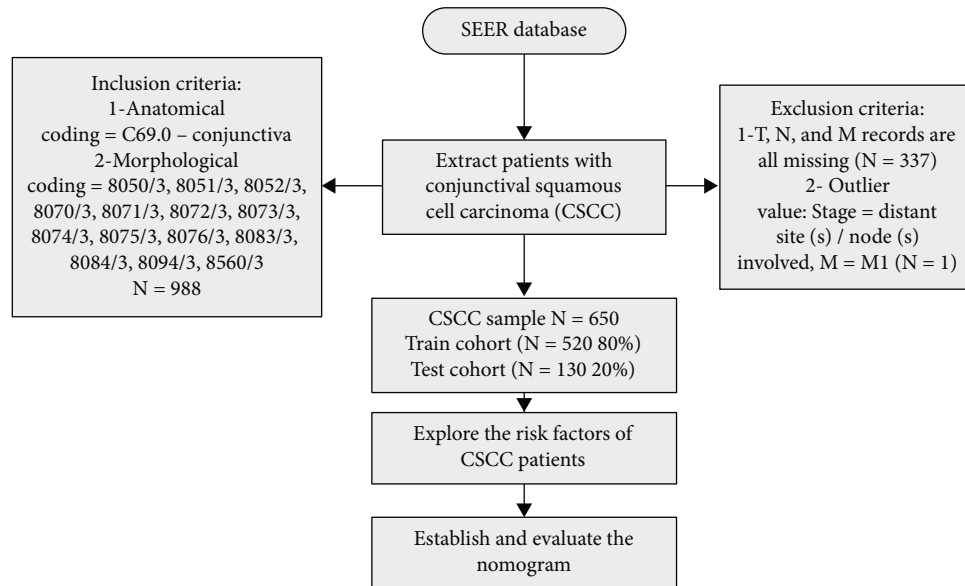 SEER database
Inclusion criteria:
1-Anatomical
coding = C69.0 – conjunctiva
2-Morphological
coding = 8050/3, 8051/3, 8052/3,
8070/3, 8071/3, 8072/3, 8073/3,
8074/3, 8075/3, 8076/3, 8083/3,
8084/3, 8094/3, 8560/3
N = 988
Extract patients with
conjunctival squamous
cell carcinoma (CSCC)
Exclusion criteria:
1-T, N, and M records are
all missing (N = 337)
2- Outlier
value: Stage = distant
site (s) / node (s)
involved, M = M1 (N = 1)
CSCC sample N = 650
Train cohort (N = 520 80%)
Test cohort (N = 130 20%)
Explore the risk factors of
CSCC patients
Establish and evaluate the
nomogram